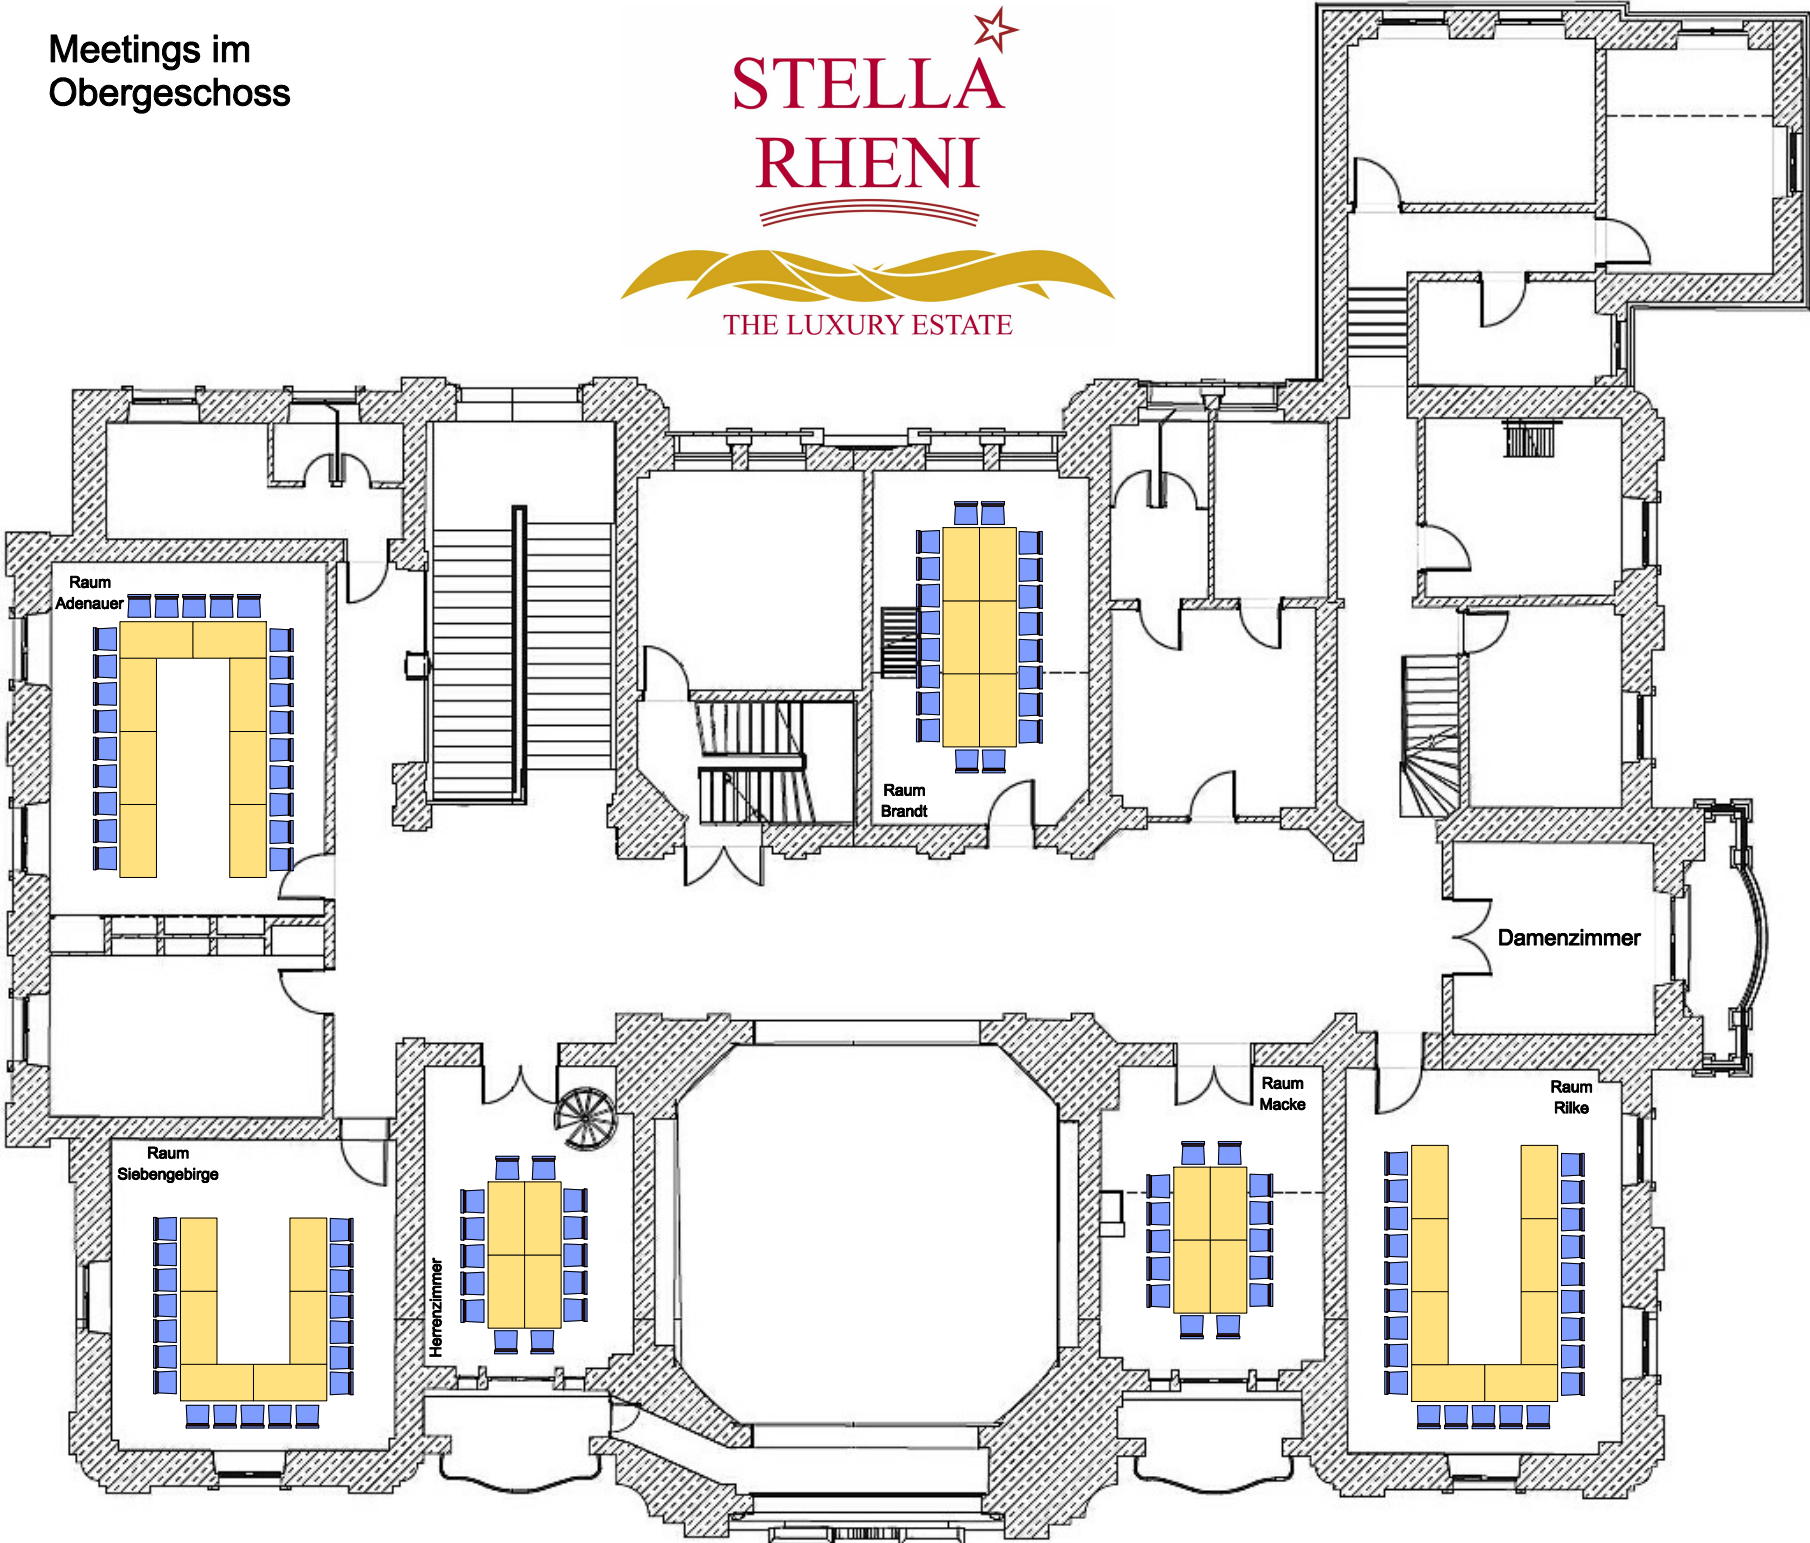 Meetings im
Obergeschoss
STELLA
RHENI
THE LUXURY ESTATE
Raum
Adenauer
Raum
Brandt
Damenzimmer
Raum
Macke
Raum
Rilke
Raum
Siebengebirge
Herrenzimmer